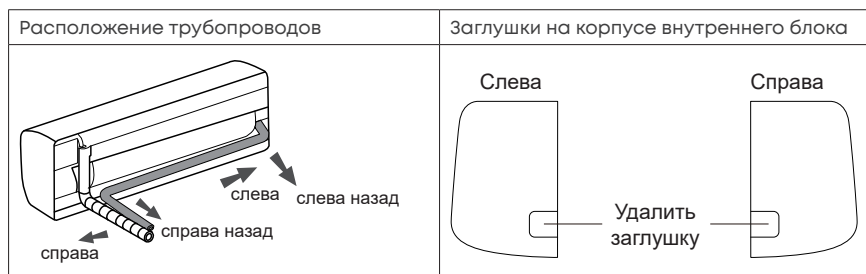 Расположение трубопроводов
Заглушки на корпусе внутреннего блока
слева
слева назад
справа назад
справа
Слева
Справа
Удалить
заглушку